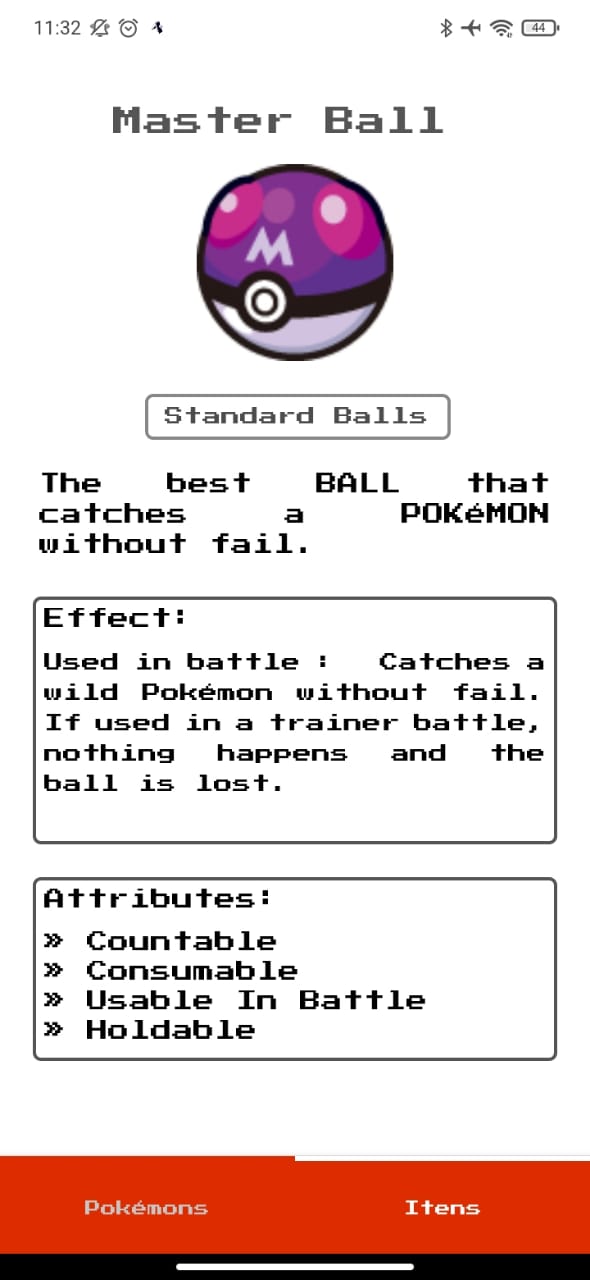 11:32
44
Master Ball
M
Standard Balls
The best BALL that
catches a POKéMON
without fail.
Effect:
Used in battle : Catches a
wild Pokémon without fail.
If used in a trainer battle,
nothing happens and the
ball is lost.
Attributes:
» Countable
» Consumable
» Usable In Battle
» Holdable
Pokémons Itens